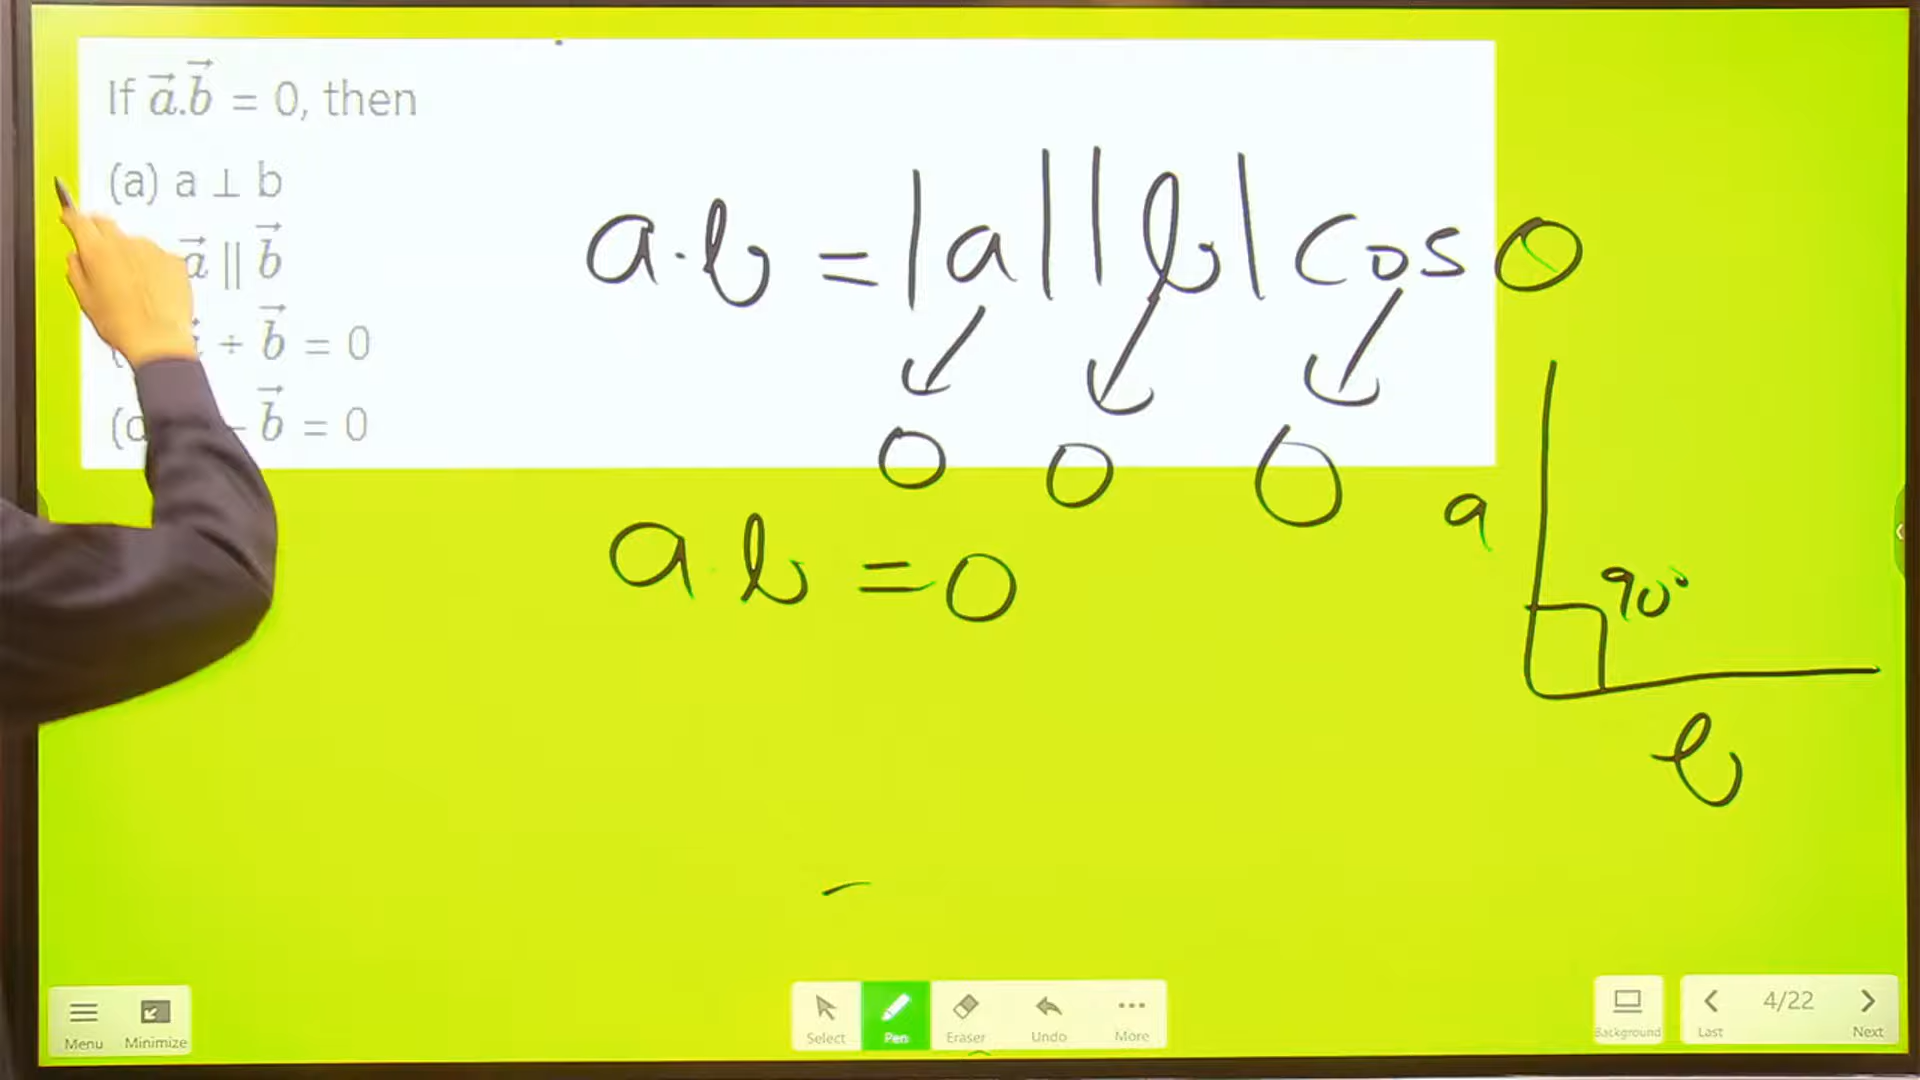 If a⃗.b⃗ = 0, then
(a) a ⊥ b
a⃗ || b⃗
( ÷ b⃗ = 0
( - b⃗ = 0
a.b = |a| |b| cos θ
0 0 0
a.b = 0
a
90°
b
Menu Minimize Select Pen Eraser Undo More Background Last 4/22 Next